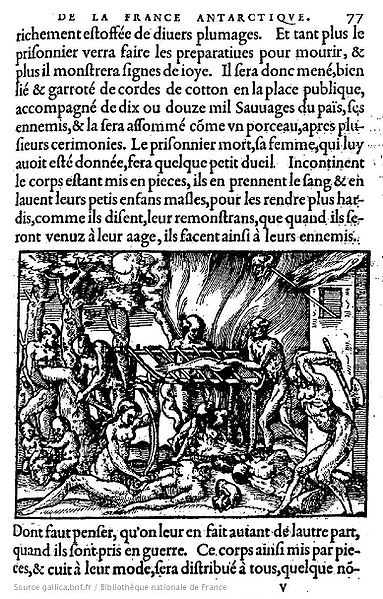 DE LA FRANCE ANTARCTIQVE. 77
richement estoffée de diuers plumages. Et tant plus le
prisonnier verra faire les preparatiues pour mourir, &
plus il monstrera signes de ioye. Il sera donc mené, bien
lié & garroté de cordes de cotton en la place publique,
accompagné de dix ou douze mil Sauuages du païs, ses
ennemis, & la sera assommé cõme vn porceau, apres plu-
sieurs cerimonies. Le prisonnier mort, sa femme, qui luy
auoit esté donnée, fera quelque petit dueil. Incontinent
le corps estant mis en pieces, ils en prennent le sang & en
lauent leurs petis enfans masles, pour les rendre plus har-
dis, comme ils disent, leur remonstrans, que quand ils se-
ront venuz à leur aage, ils facent ainsi à leurs ennemis.
Dont faut penser, qu'on leur en fait autant de lautre part,
quand ils sont pris en guerre. Ce corps ainsi mis par pie-
ces, & cuit à leur mode, sera distribué à tous, quelque nõ-
V
Source gallica.bnf.fr / Bibliothèque nationale de France